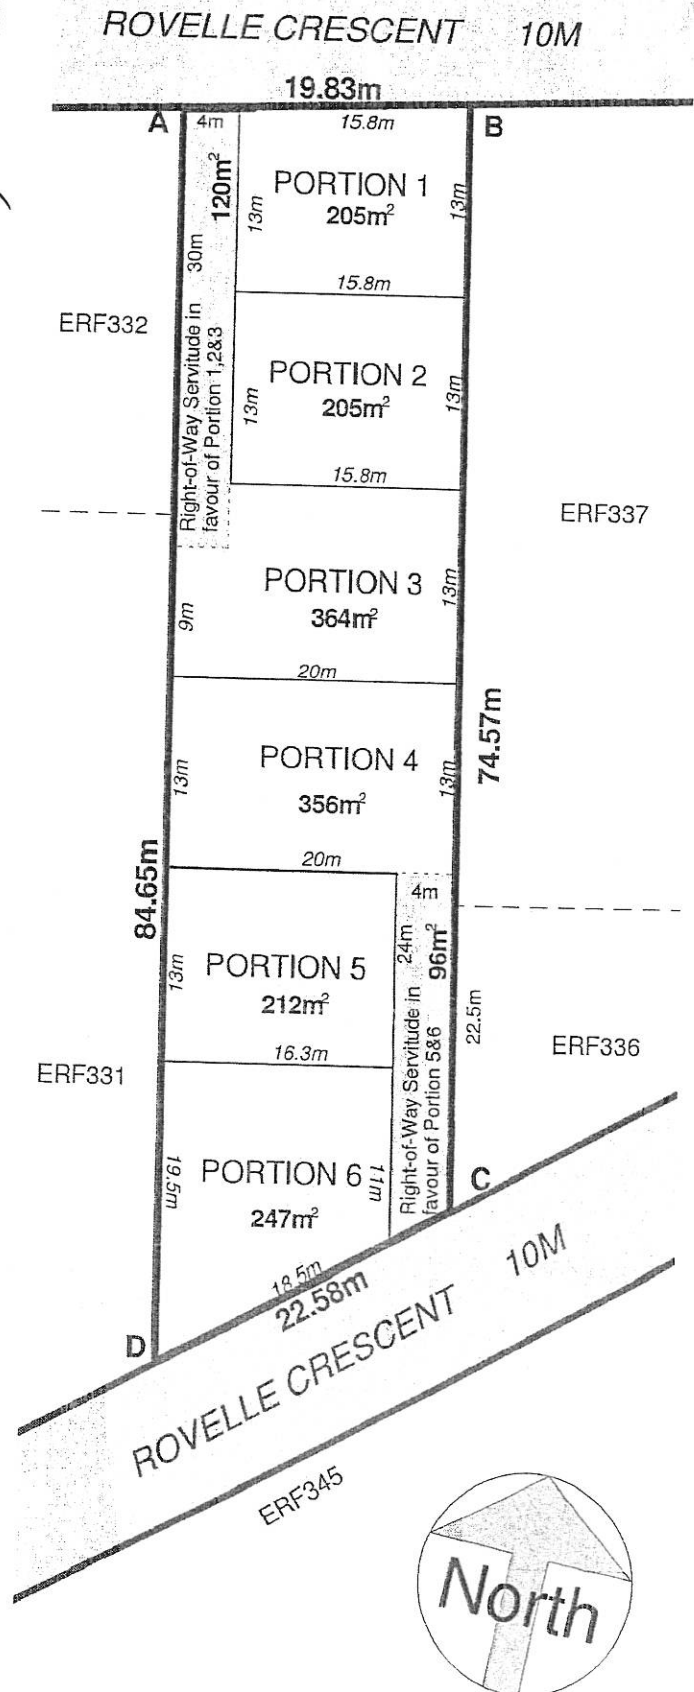 ROVELLE CRESCENT 10M
19.83m
A
4m
15.8m
B
120m²
PORTION 1
205m²
13m
13m
30m
15.8m
ERF332
Right-of-Way Servitude in
favour of Portion 1,2&3
PORTION 2
205m²
13m
13m
15.8m
ERF337
PORTION 3
364m²
13m
9m
20m
74.57m
PORTION 4
356m²
13m
13m
20m
84.65m
4m
24m
96m²
PORTION 5
212m²
13m
Right-of-Way Servitude in
favour of Portion 5&6
22.5m
16.3m
ERF331
ERF336
PORTION 6
247m²
19.5m
11m
C
18.5m
22.58m
D
ROVELLE CRESCENT 10M
ERF345
North